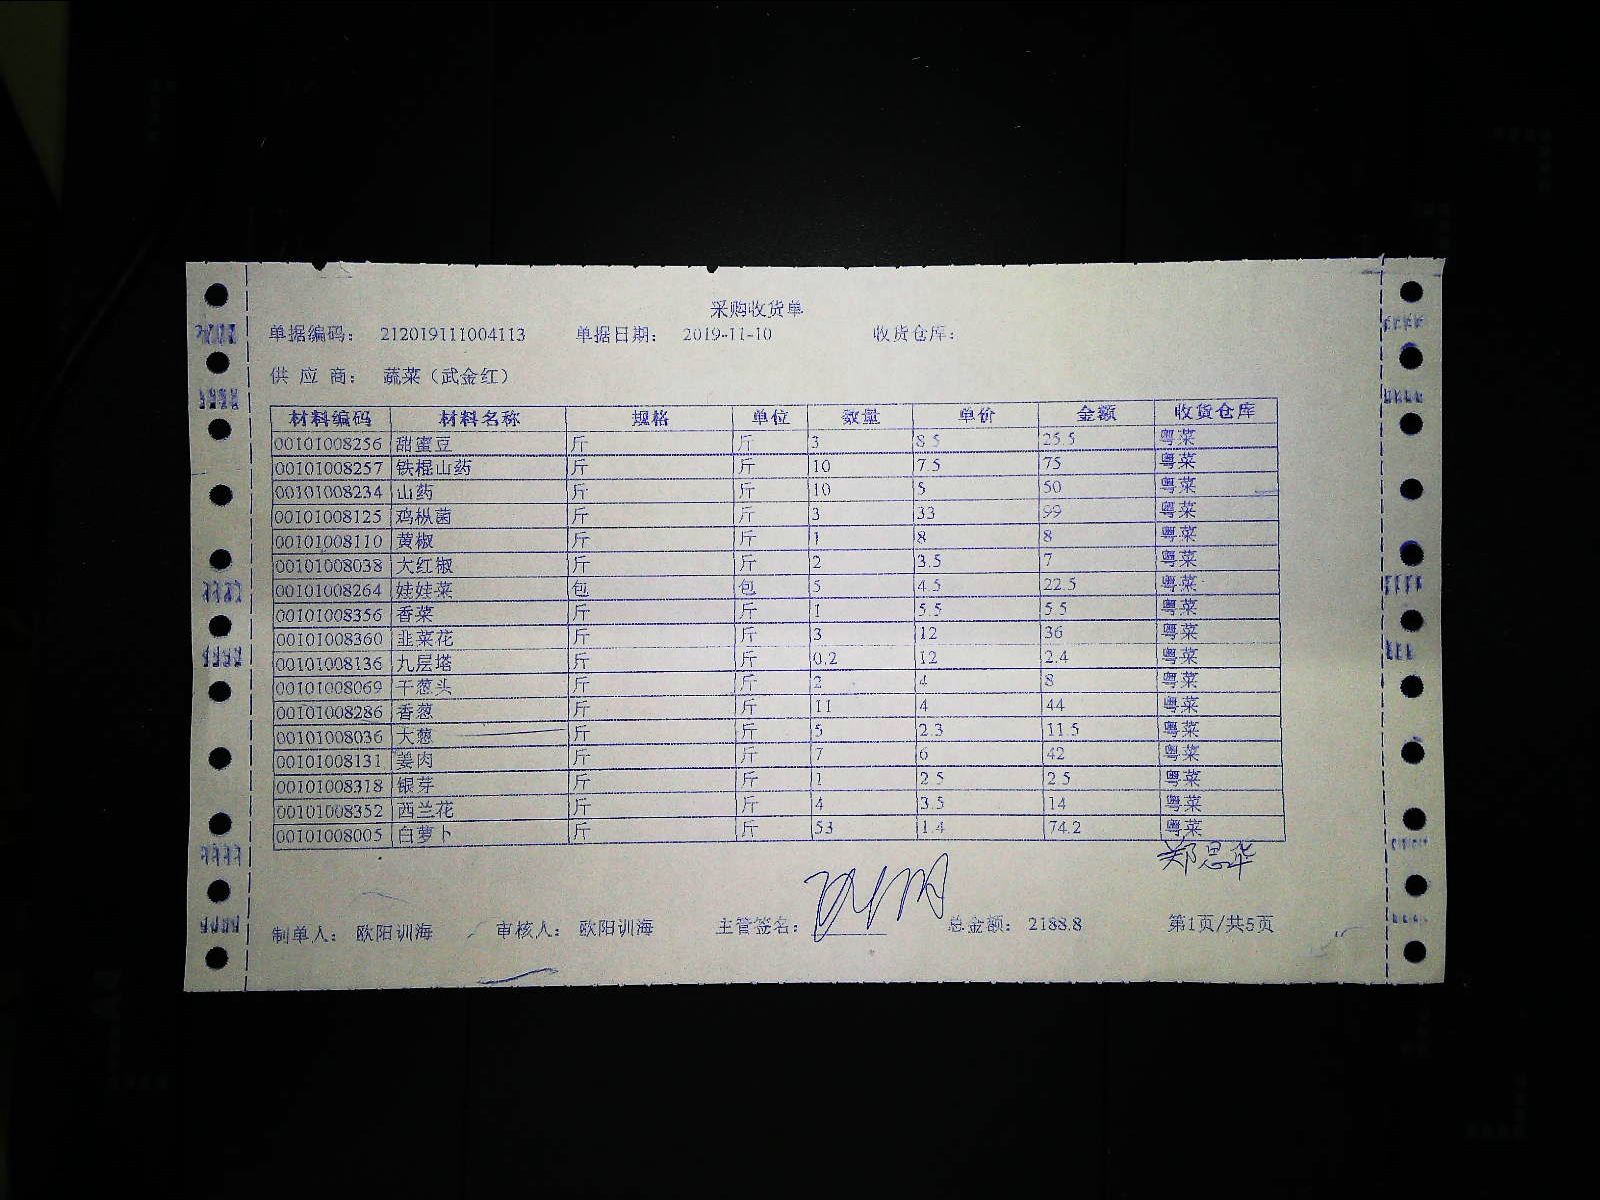 采购收货单
单据编码： 212019111004113 单据日期： 2019-11-10 收货仓库：
供 应 商： 蔬菜（武金红）
材料编码 材料名称 规格 单位 数量 单价 金额 收货仓库
00101008256 甜蜜豆 斤 斤 3 8.5 25.5 粤菜
00101008257 铁棍山药 斤 斤 10 7.5 75 粤菜
00101008234 山药 斤 斤 10 5 50 粤菜
00101008125 鸡枞菌 斤 斤 3 33 99 粤菜
00101008110 黄椒 斤 斤 1 8 8 粤菜
00101008038 大红椒 斤 斤 2 3.5 7 粤菜
00101008264 娃娃菜 包 包 5 4.5 22.5 粤菜
00101008356 香菜 斤 斤 1 5.5 5.5 粤菜
00101008360 韭菜花 斤 斤 3 12 36 粤菜
00101008136 九层塔 斤 斤 0.2 12 2.4 粤菜
00101008069 干葱头 斤 斤 2 4 8 粤菜
00101008286 香葱 斤 斤 11 4 44 粤菜
00101008036 大葱 斤 斤 5 2.3 11.5 粤菜
00101008131 姜肉 斤 斤 7 6 42 粤菜
00101008318 银芽 斤 斤 1 2.5 2.5 粤菜
00101008352 西兰花 斤 斤 4 3.5 14 粤菜
00101008005 白萝卜 斤 斤 53 1.4 74.2 粤菜
郑思华
制单人： 欧阳训海 审核人： 欧阳训海 主管签名： 总金额： 2188.8 第1页/共5页